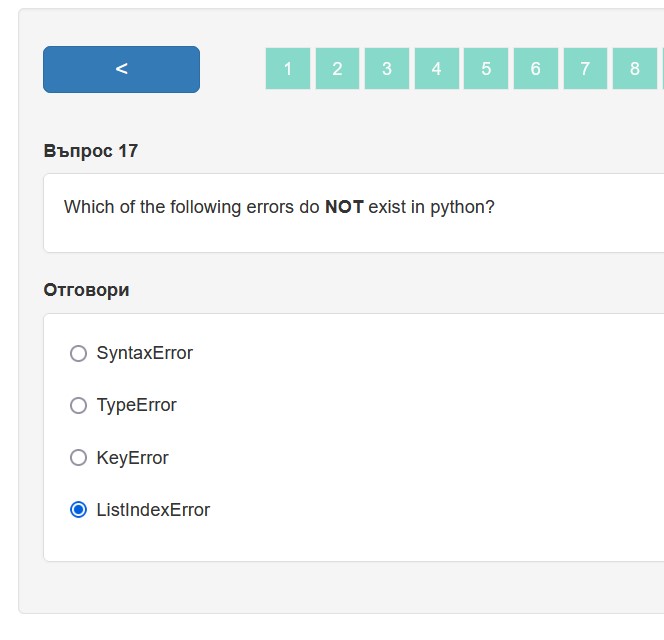 < 1 2 3 4 5 6 7 8
Въпрос 17
Which of the following errors do NOT exist in python?
Отговори
SyntaxError
TypeError
KeyError
ListIndexError